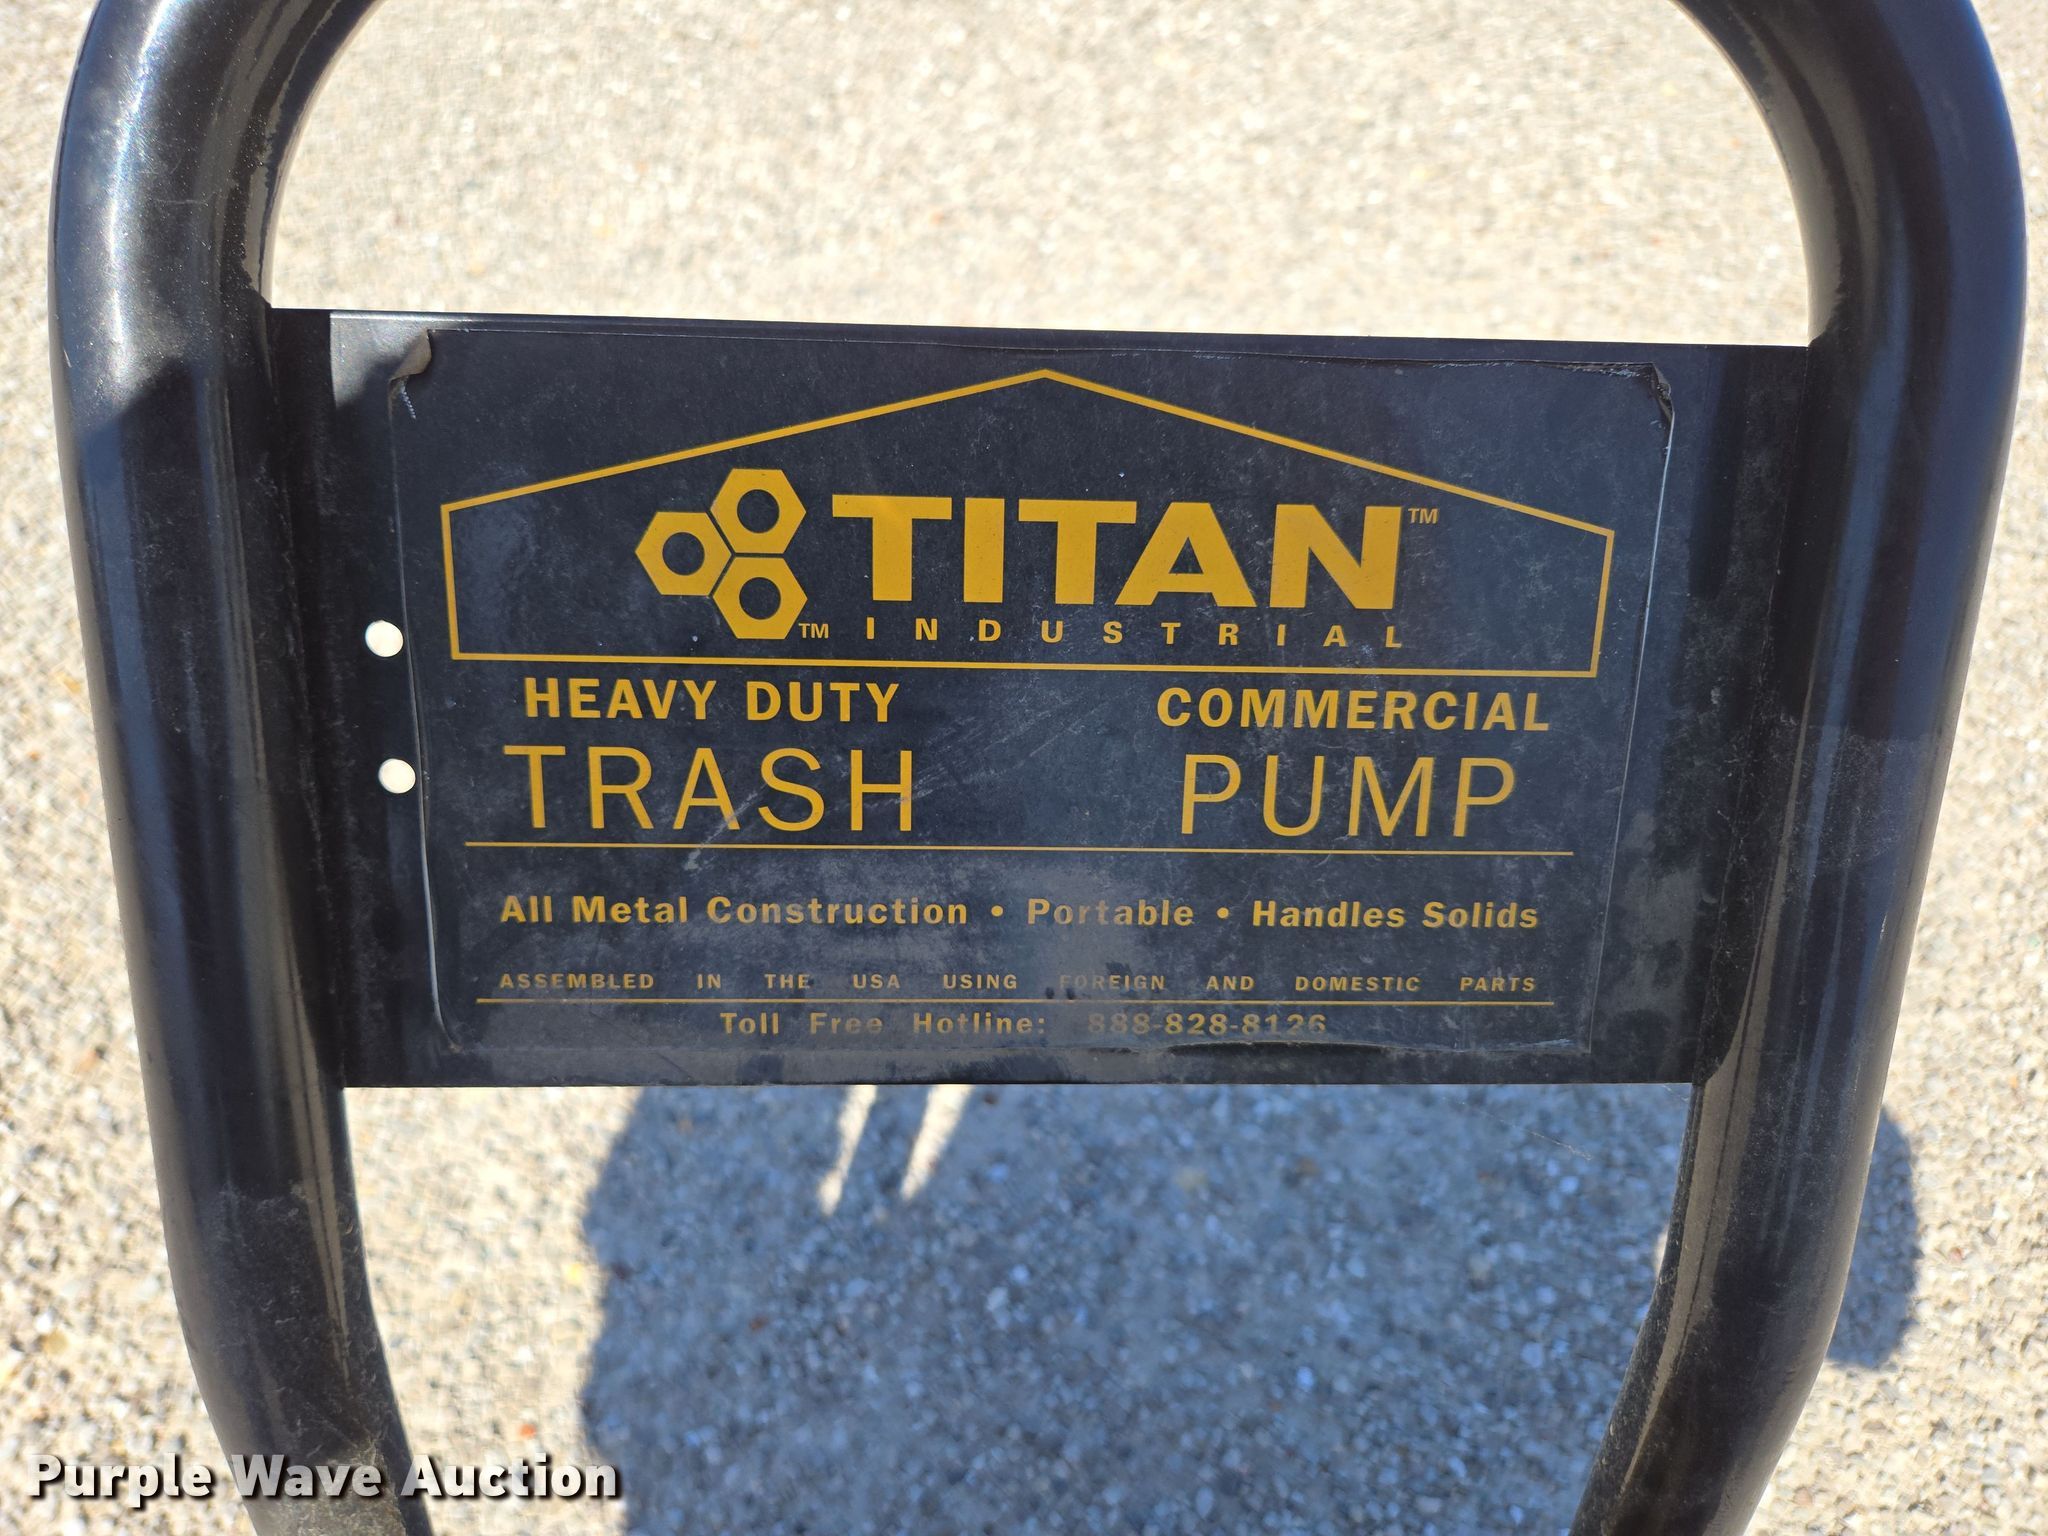 TITAN™
™ INDUSTRIAL
HEAVY DUTY COMMERCIAL
TRASH PUMP
All Metal Construction • Portable • Handles Solids
ASSEMBLED IN THE USA USING FOREIGN AND DOMESTIC PARTS
Toll Free Hotline: 888-828-8126
Purple Wave Auction